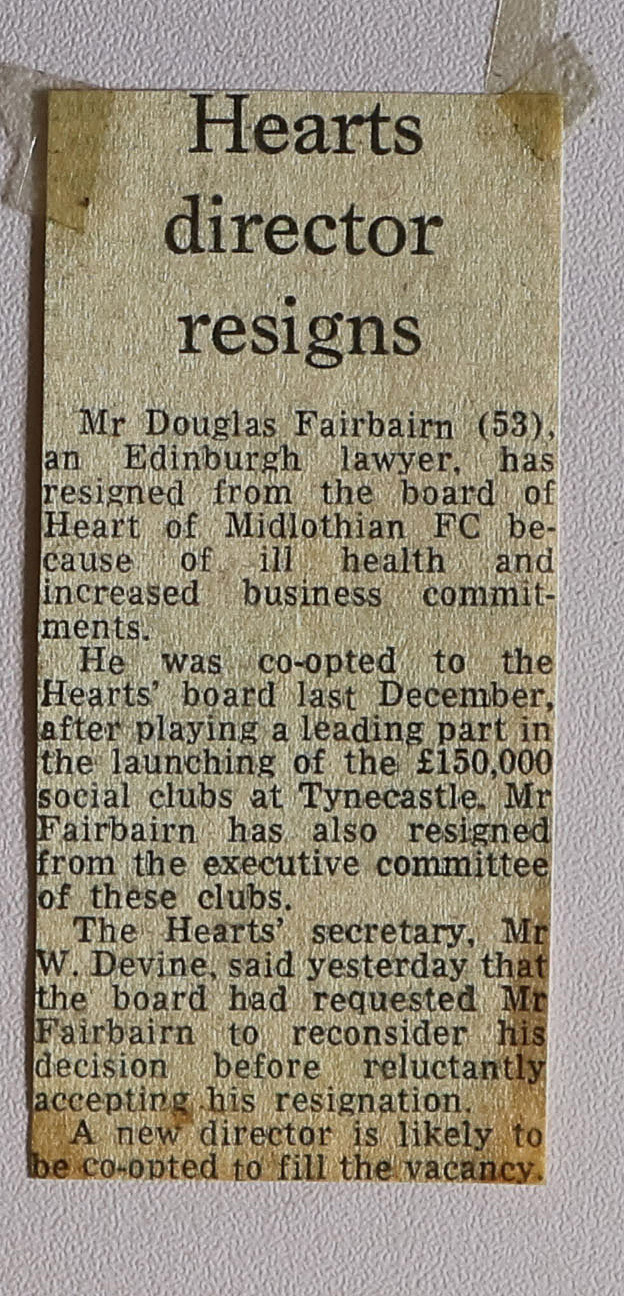 Hearts
director
resigns
Mr Douglas Fairbairn (53),
an Edinburgh lawyer, has
resigned from the board of
Heart of Midlothian FC be-
cause of ill health and
increased business commit-
ments.
He was co-opted to the
Hearts' board last December,
after playing a leading part in
the launching of the £150,000
social clubs at Tynecastle. Mr
Fairbairn has also resigned
from the executive committee
of these clubs.
The Hearts' secretary, Mr
W. Devine, said yesterday that
the board had requested Mr
Fairbairn to reconsider his
decision before reluctantly
accepting his resignation.
A new director is likely to
be co-opted to fill the vacancy.